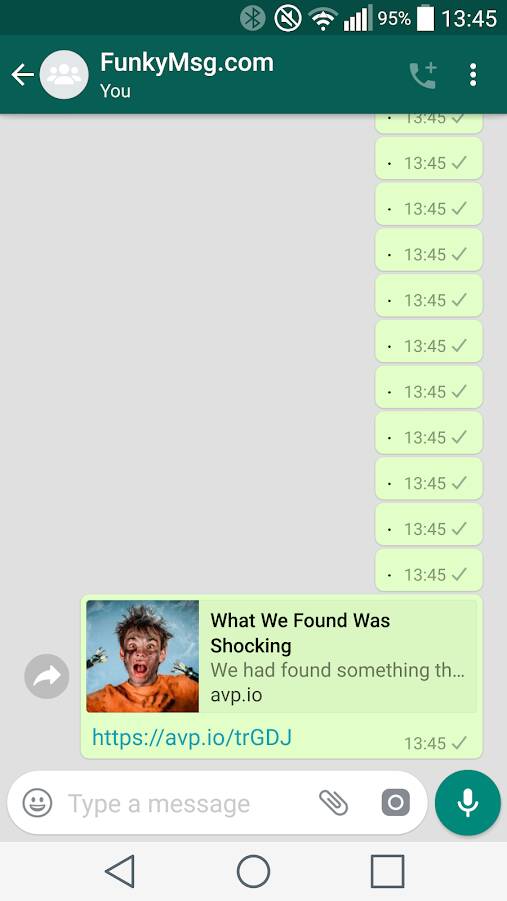 95% 13:45
FunkyMsg.com
You
. 13:45
. 13:45
. 13:45
. 13:45
. 13:45
. 13:45
. 13:45
. 13:45
. 13:45
. 13:45
. 13:45
What We Found Was
Shocking
We had found something th...
avp.io
https://avp.io/trGDJ
13:45
Type a message